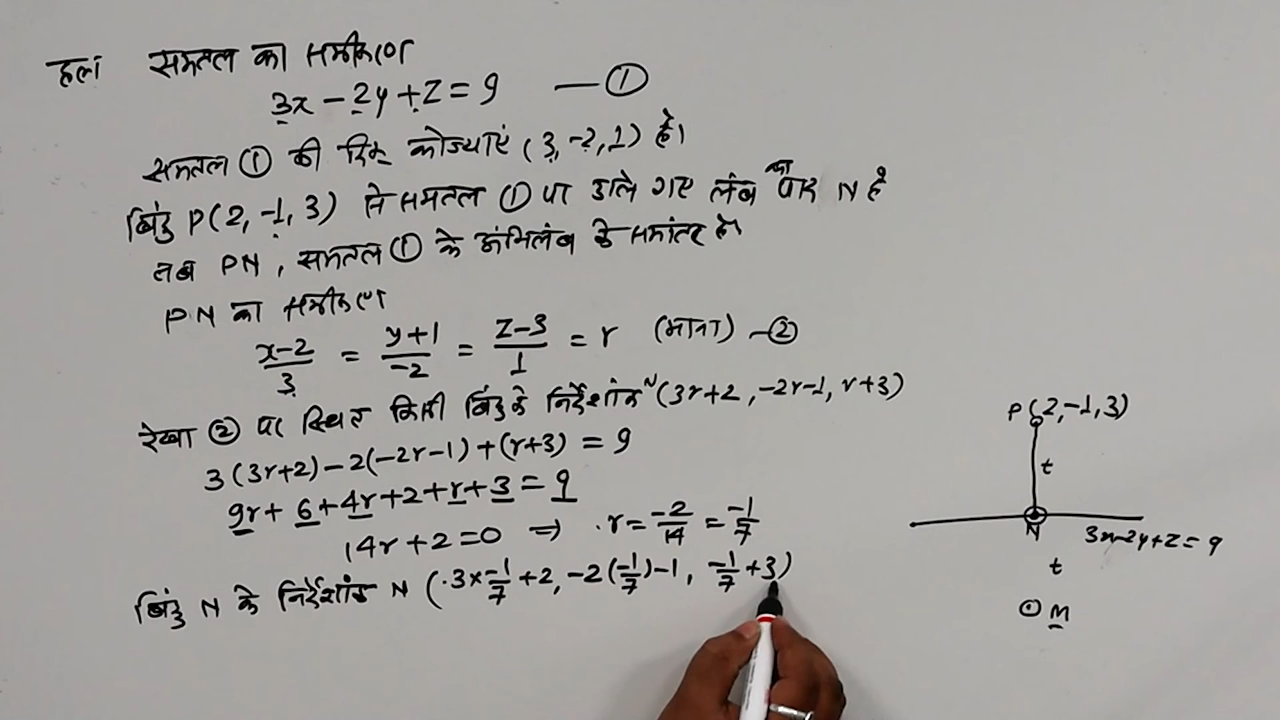 हल: समतल का समीकरण
3x – 2y + z = 9 — ①
समतल ① की दिक् कोज्याएं (3, -2, 1) है।
बिंदु P(2, -1, 3) से समतल ① पर डाले गए लंब का पाद N है
तब PN, समतल ① के अभिलंब के समांतर है।
PN का समीकरण
x-2/3 = y+1/-2 = z-3/1 = r (माना) —②
रेखा ② पर स्थित किसी बिंदु के निर्देशांक N (3r+2, -2r-1, r+3)
3(3r+2) – 2(-2r-1) + (r+3) = 9
9r + 6 + 4r + 2 + r + 3 = 9
14r + 2 = 0 ⇒ r = -2/14 = -1/7
बिंदु N के निर्देशांक N (3×-1/7 + 2, -2(-1/7) - 1, -1/7 + 3)
P(2, -1, 3)
t
N
3x-2y+z=9
t
M